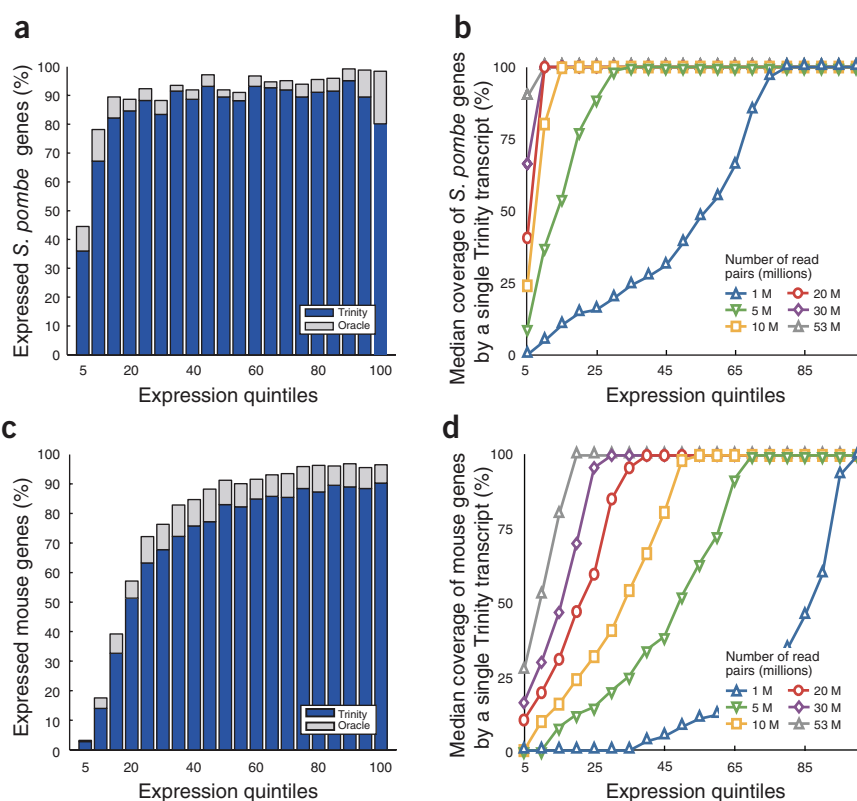 a
Expressed S. pombe genes (%)
100
90
80
70
60
50
40
30
20
10
0
5 20 40 60 80 100
Expression quintiles
Trinity
Oracle
b
Median coverage of S. pombe genes
by a single Trinity transcript (%)
100
75
50
25
0
5 25 45 65 85
Expression quintiles
Number of read
pairs (millions)
1 M 20 M
5 M 30 M
10 M 53 M
c
Expressed mouse genes (%)
100
90
80
70
60
50
40
30
20
10
0
5 20 40 60 80 100
Expression quintiles
Trinity
Oracle
d
Median coverage of mouse genes
by a single Trinity transcript (%)
100
75
50
25
0
5 25 45 65 85
Expression quintiles
Number of read
pairs (millions)
1 M 20 M
5 M 30 M
10 M 53 M